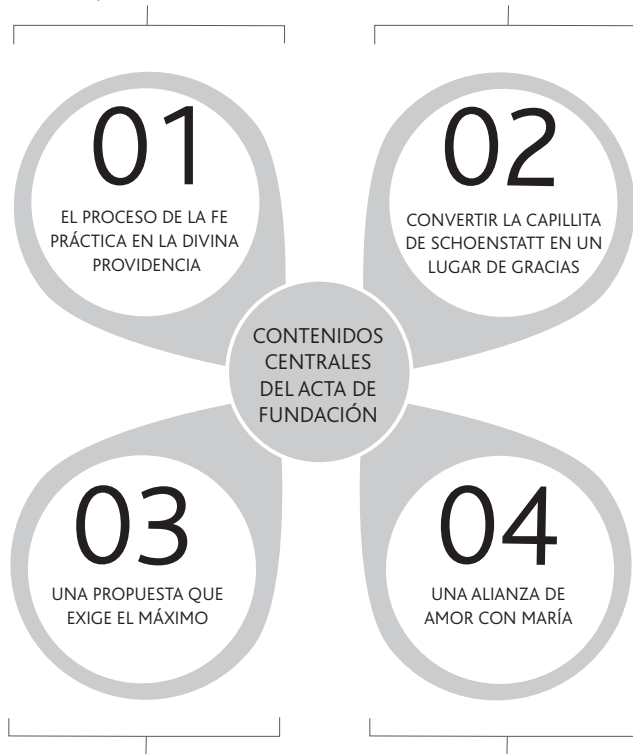 01
EL PROCESO DE LA FE
PRÁCTICA EN LA DIVINA
PROVIDENCIA
02
CONVERTIR LA CAPILLITA
DE SCHOENSTATT EN UN
LUGAR DE GRACIAS
CONTENIDOS
CENTRALES
DEL ACTA DE
FUNDACIÓN
03
UNA PROPUESTA QUE
EXIGE EL MÁXIMO
04
UNA ALIANZA DE
AMOR CON MARÍA